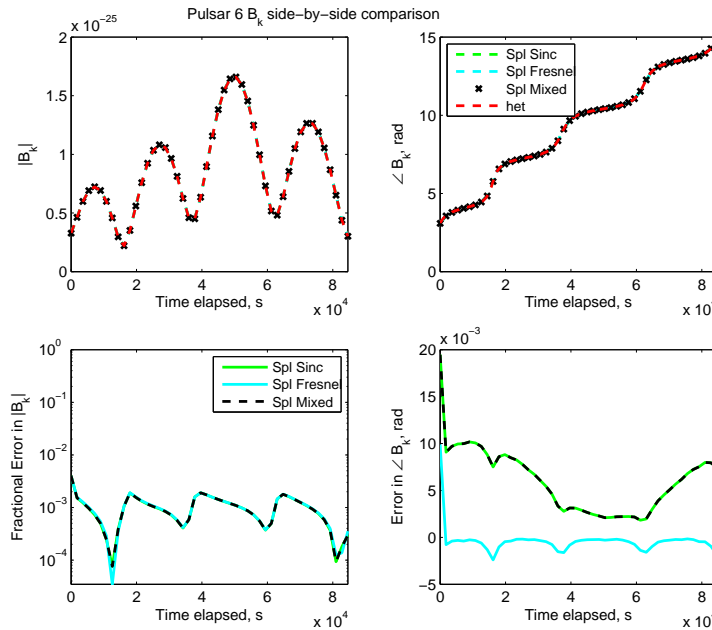 Pulsar 6 B_k side−by−side comparison
x 10^−25
2
1.5
1
0.5
0
|B_k|
0 2 4 6 8
Time elapsed, s
x 10^4
15
10
5
0
∠ B_k, rad
Spl Sinc
Spl Fresnel
Spl Mixed
het
0 2 4 6 8
Time elapsed, s
x 10
10^0
10^−1
10^−2
10^−3
10^−4
Fractional Error in |B_k|
Spl Sinc
Spl Fresnel
Spl Mixed
0 2 4 6 8
Time elapsed, s
x 10^4
x 10^−3
20
15
10
5
0
−5
Error in ∠ B_k, rad
0 2 4 6 8
Time elapsed, s
x 10